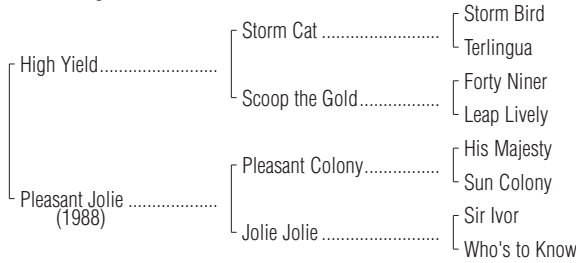 Storm Bird
Storm Cat ........................
Terlingua
High Yield........................
Forty Niner
Scoop the Gold................
Leap Lively
His Majesty
Pleasant Colony...............
Sun Colony
Pleasant Jolie ..................
(1988)
Sir Ivor
Jolie Jolie ........................
Who's to Know